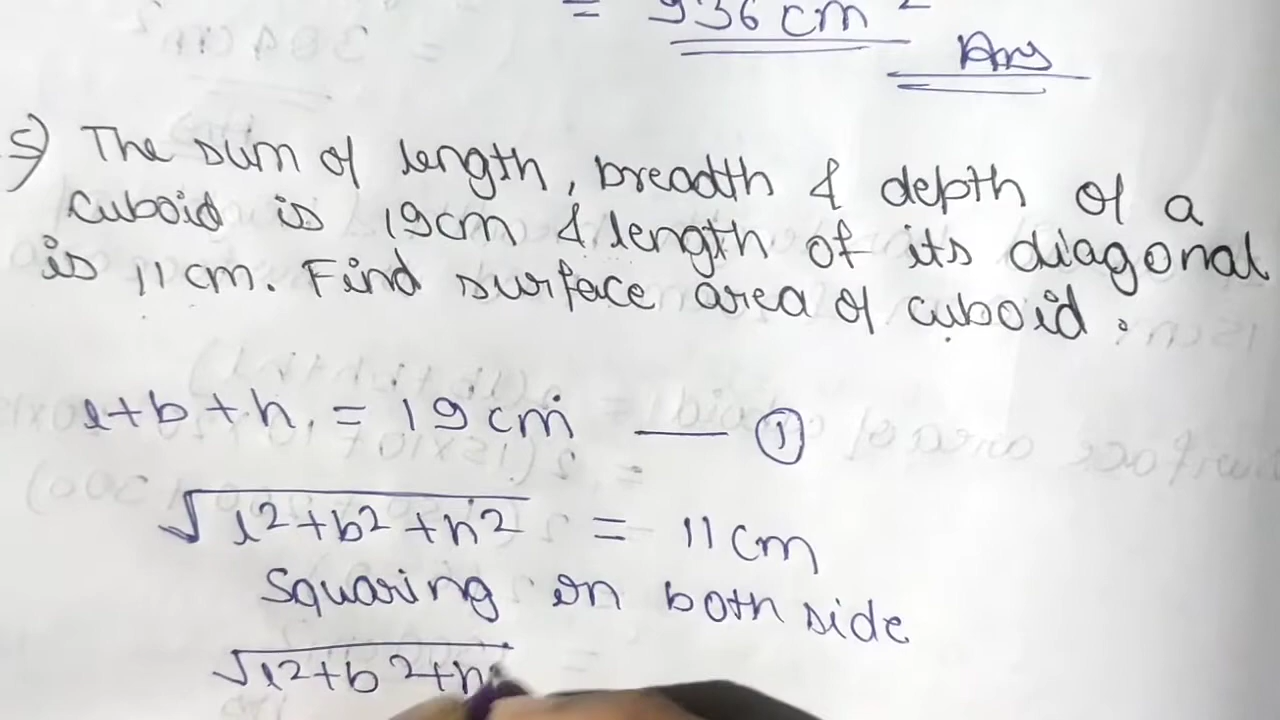 = 936 cm²
Ans
5) The sum of length, breadth & depth of a
cuboid is 19cm & length of its diagonal
is 11 cm. Find surface area of cuboid.
l+b+h = 19 cm — ①
√l²+b²+h² = 11 cm
Squaring on both side
√l²+b²+h